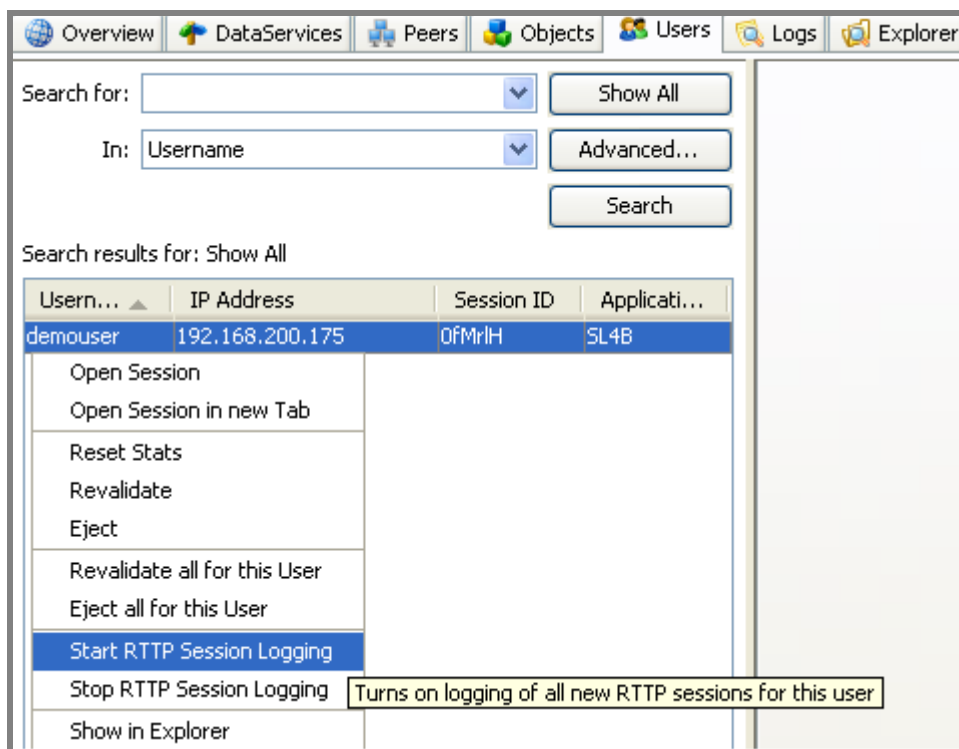 Overview DataServices Peers Objects Users Logs Explorer
Search for: Show All
In: Username Advanced...
Search
Search results for: Show All
Usern... IP Address Session ID Applicati...
demouser 192.168.200.175 0fMrlH SL4B
Open Session
Open Session in new Tab
Reset Stats
Revalidate
Eject
Revalidate all for this User
Eject all for this User
Start RTTP Session Logging
Stop RTTP Session Logging Turns on logging of all new RTTP sessions for this user
Show in Explorer